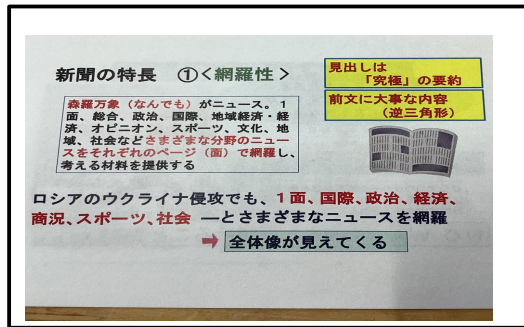 新聞の特長　①＜網羅性＞
見出しは
「究極」の要約
前文に大事な内容
（逆三角形）
森羅万象（なんでも）がニュース。１
面、総合、政治、国際、地域経済・経
済、オピニオン、スポーツ、文化、地
域、社会などさまざまな分野のニュー
スをそれぞれのページ（面）で網羅し、
考える材料を提供する
ロシアのウクライナ侵攻でも、１面、国際、政治、経済、
商況、スポーツ、社会　―とさまざまなニュースを網羅
➡ 全体像が見えてくる